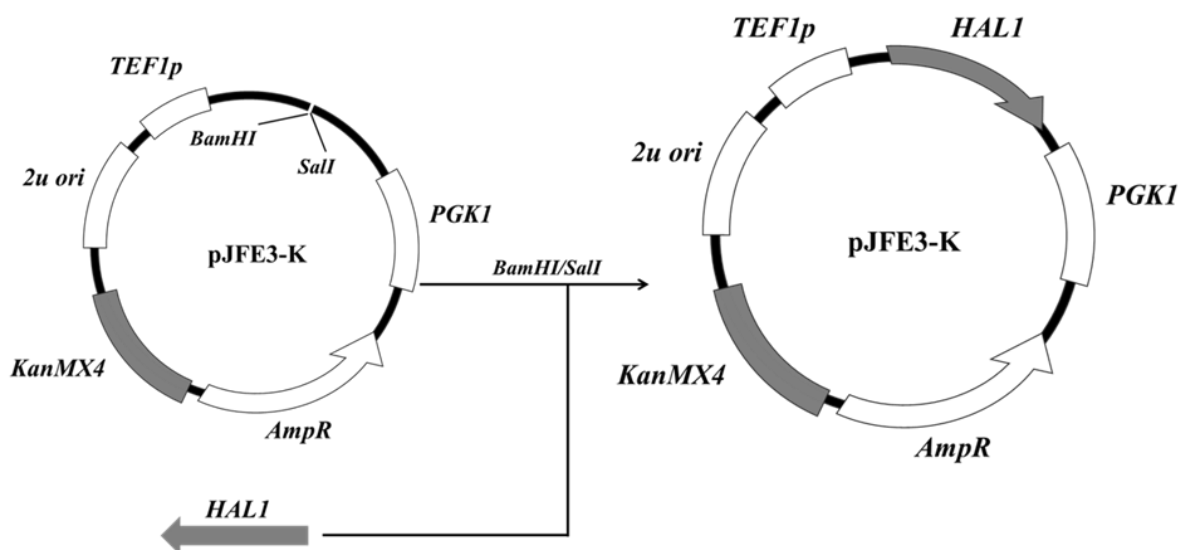 TEF1p
BamHI
SalI
2u ori
PGK1
pJFE3-K
KanMX4
AmpR
HAL1
BamHI/SalI
TEF1p
HAL1
2u ori
PGK1
pJFE3-K
KanMX4
AmpR